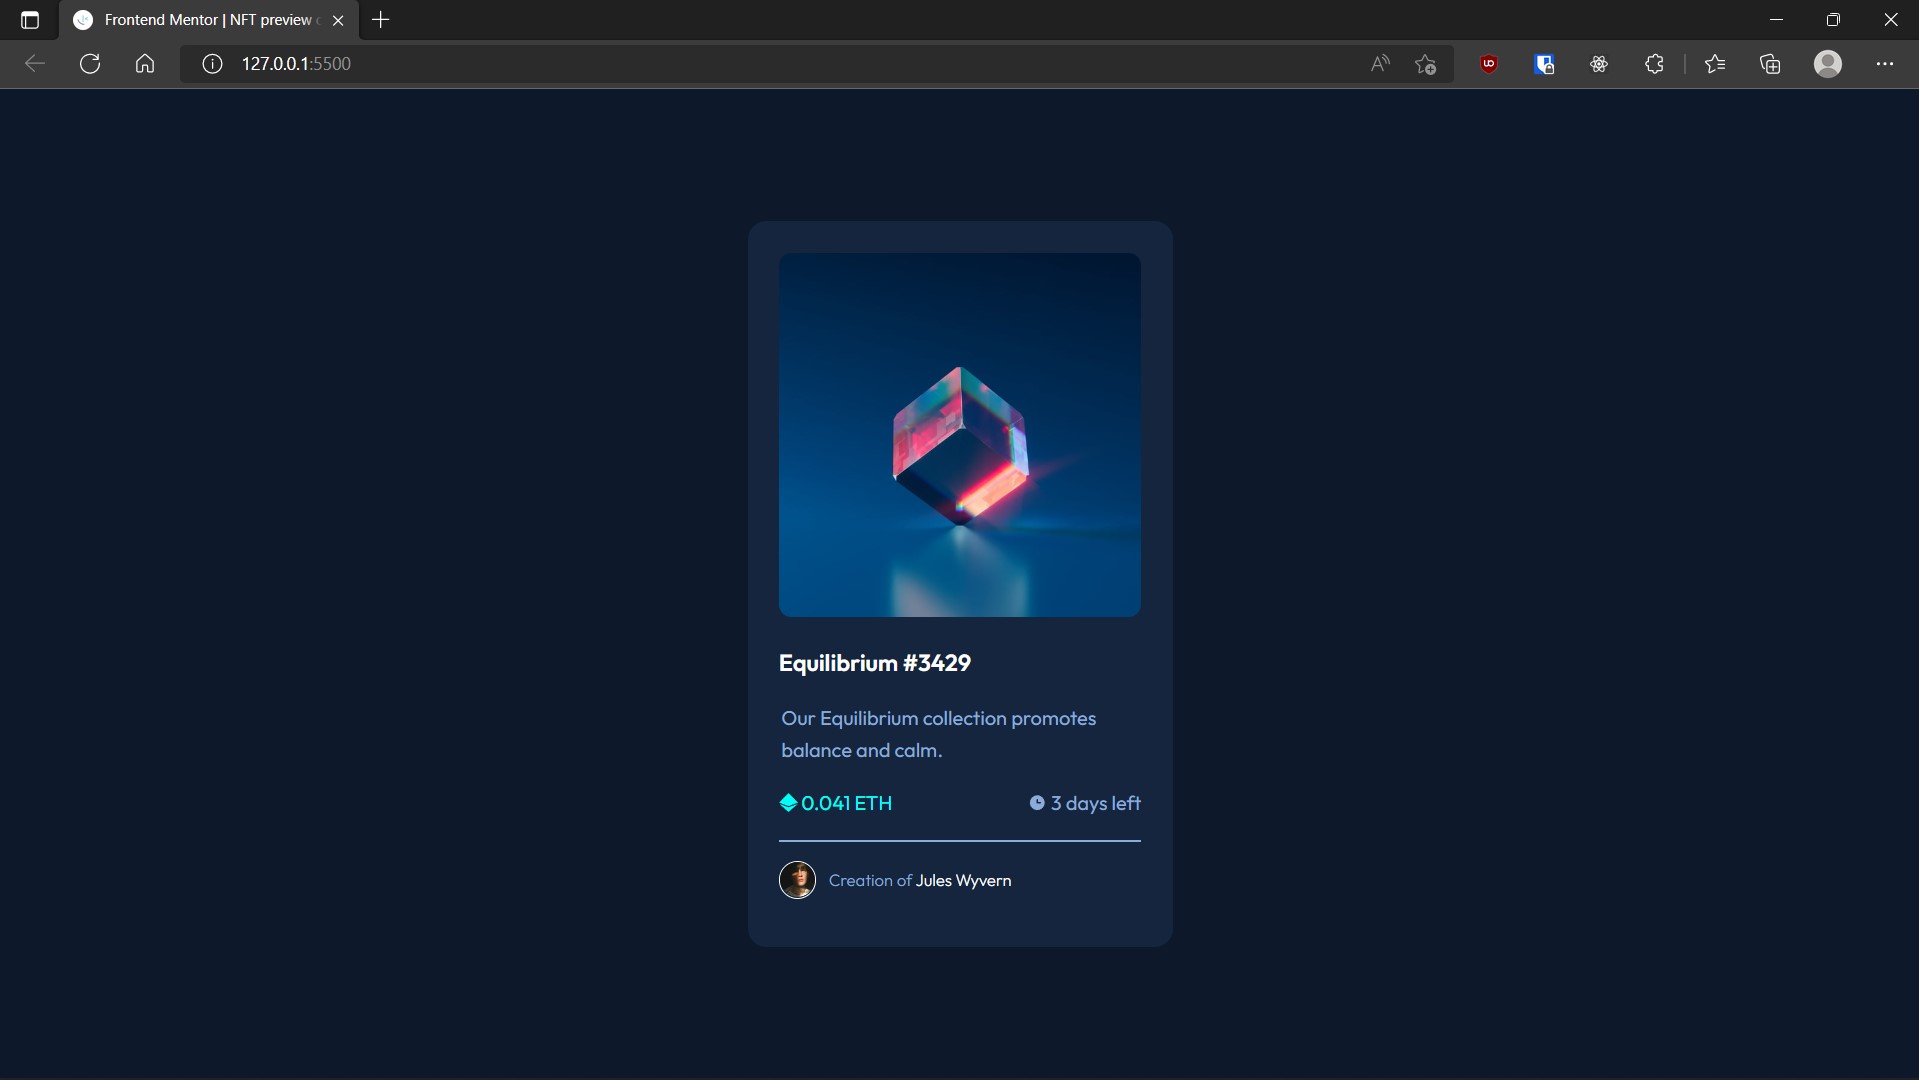 Frontend Mentor | NFT preview
127.0.0.1:5500
Equilibrium #3429
Our Equilibrium collection promotes
balance and calm.
0.041 ETH
3 days left
Creation of Jules Wyvern